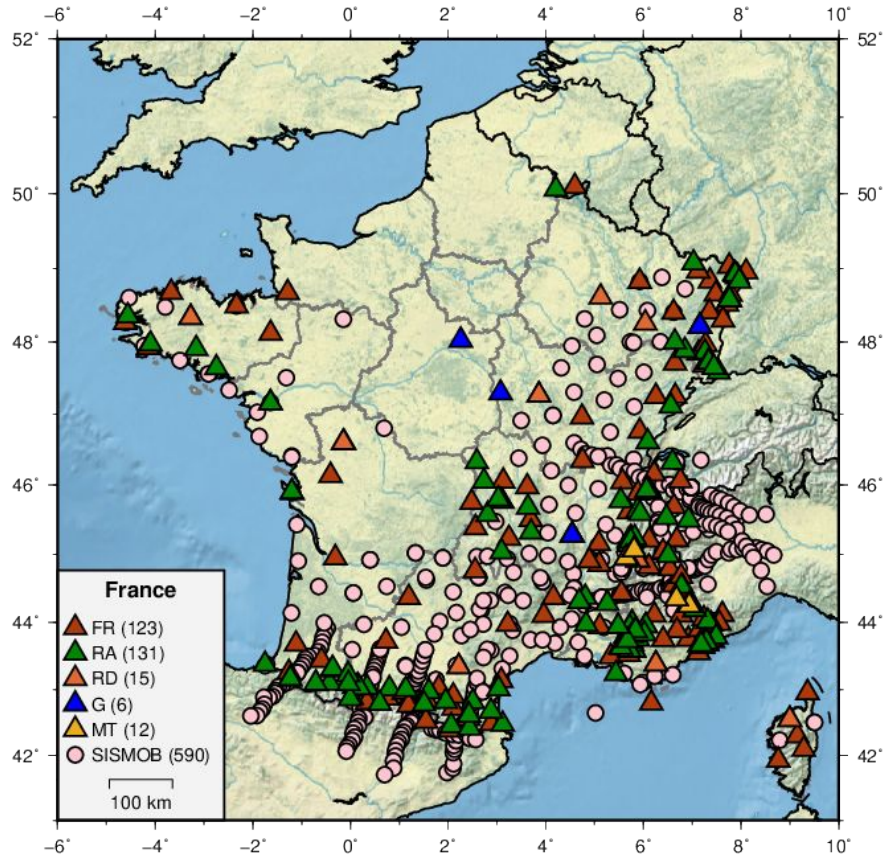 −6˚ −4˚ −2˚ 0˚ 2˚ 4˚ 6˚ 8˚ 10˚
52˚ 52˚
50˚ 50˚
48˚ 48˚
46˚ 46˚
44˚ 44˚
42˚ 42˚
France
FR (123)
RA (131)
RD (15)
G (6)
MT (12)
SISMOB (590)
100 km
−6˚ −4˚ −2˚ 0˚ 2˚ 4˚ 6˚ 8˚ 10˚